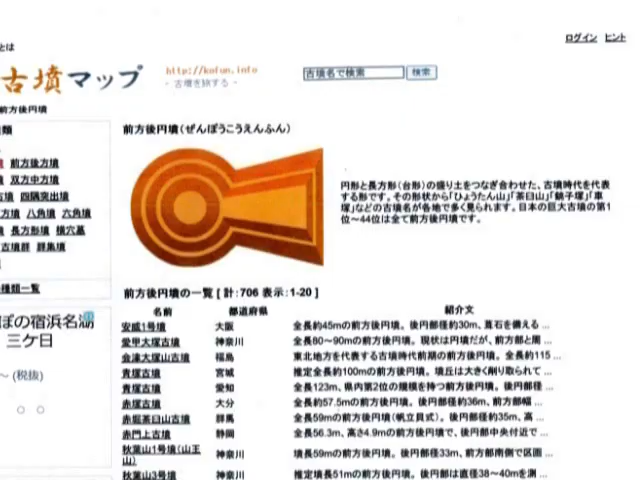 ログイン ヒント
とは
古墳マップ
http://kofun.info
- 古墳を旅する -
古墳名で検索 検索
前方後円墳
前方後円墳(ぜんぽうこうえんふん)
前方後方墳
双方中方墳
四隅突出墳
方墳 八角墳 六角墳
長方形墳 横穴墓
古墳群 群集墳
種類一覧
円形と長方形(台形)の盛り土をつなぎ合わせた、古墳時代を代表
する形です。その形状から「ひょうたん山」「茶臼山」「銚子塚」「車
塚」などの古墳名が各地で多く見られます。日本の巨大古墳の第1
位~44位は全て前方後円墳です。
前方後円墳の一覧 [ 計:706 表示:1-20 ]
名前 都道府県 紹介文
安威1号墳 大阪 全長約45mの前方後円墳。後円部径約30m、葺石を備える ...
愛甲大塚古墳 神奈川 全長80~90mの前方後円墳。現状は円墳だが、前方部と周 ...
会津大塚山古墳 福島 東北地方を代表する古墳時代前期の前方後円墳。全長約115 ...
青塚古墳 宮城 推定全長約100mの前方後円墳。墳丘は大きく削り取られて ...
青塚古墳 愛知 全長123m、県内第2位の規模を持つ前方後円墳。後円部径 ...
赤塚古墳 大分 全長約57.5mの前方後円墳。後円部径約36m、前方部幅 ...
赤堀茶臼山古墳 群馬 全長59mの前方後円墳(帆立貝式)。後円部径約35m、高 ...
赤門上古墳 静岡 全長56.3m、高さ4.9mの前方後円墳で、後円部中央付近で ...
秋葉山1号墳(山王
山) 神奈川 墳長59mの前方後円墳。後円部径33m、前方部南側で区画 ...
秋葉山3号墳 神奈川 推定墳長51mの前方後円墳。後円部は直径38~40mを測 ...
ぽの宿浜名湖
三ケ日
~ (税抜)